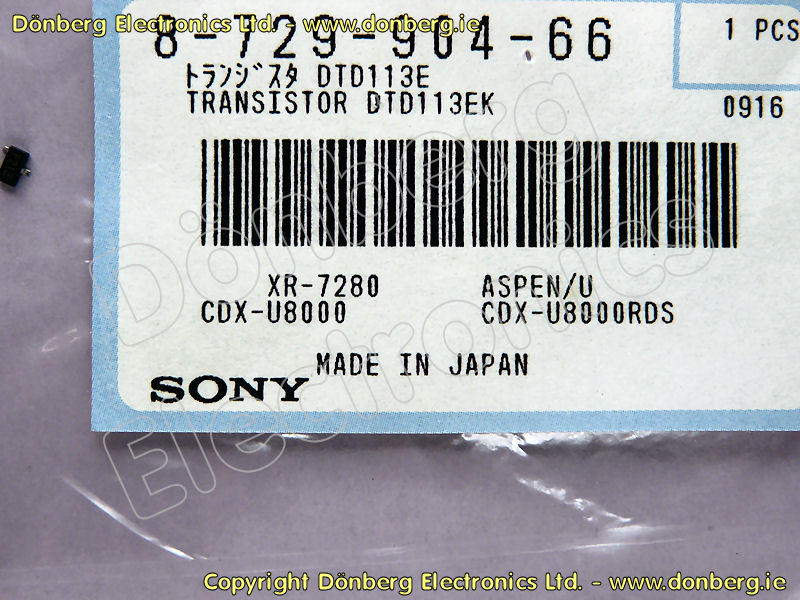 Dönberg Electronics Ltd. - www.donberg.ie
8-729-904-66
1 PCS
トランジスタ DTD113E
TRANSISTOR DTD113EK
0916
XR-7280 ASPEN/U
CDX-U8000 CDX-U8000RDS
MADE IN JAPAN
SONY
Dönberg
Electronics
Copyright Dönberg Electronics Ltd. - www.donberg.ie